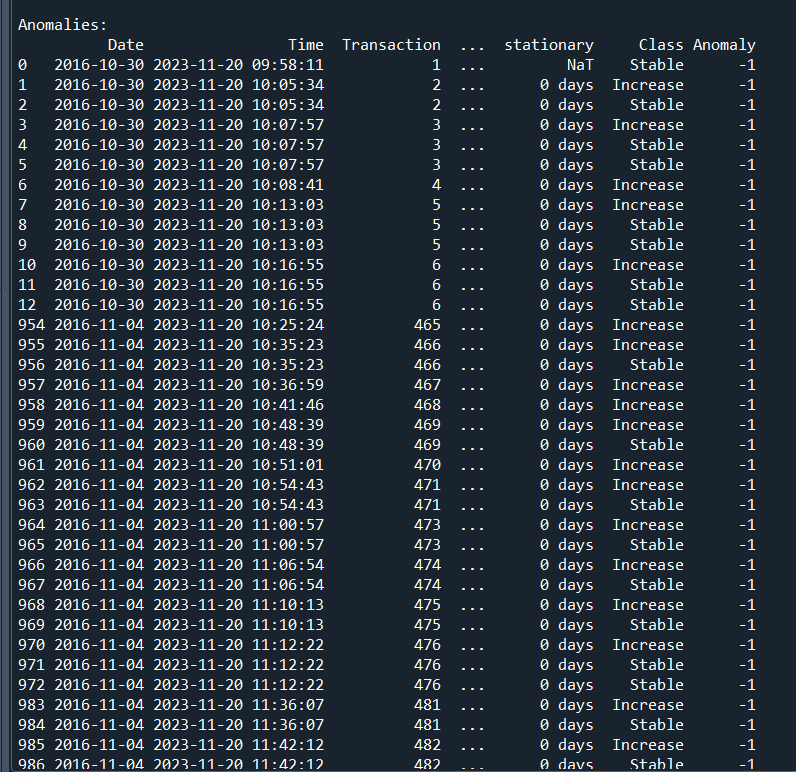 Anomalies:
Date Time Transaction ... stationary Class Anomaly
0 2016-10-30 2023-11-20 09:58:11 1 ... NaT Stable -1
1 2016-10-30 2023-11-20 10:05:34 2 ... 0 days Increase -1
2 2016-10-30 2023-11-20 10:05:34 2 ... 0 days Stable -1
3 2016-10-30 2023-11-20 10:07:57 3 ... 0 days Increase -1
4 2016-10-30 2023-11-20 10:07:57 3 ... 0 days Stable -1
5 2016-10-30 2023-11-20 10:07:57 3 ... 0 days Stable -1
6 2016-10-30 2023-11-20 10:08:41 4 ... 0 days Increase -1
7 2016-10-30 2023-11-20 10:13:03 5 ... 0 days Increase -1
8 2016-10-30 2023-11-20 10:13:03 5 ... 0 days Stable -1
9 2016-10-30 2023-11-20 10:13:03 5 ... 0 days Stable -1
10 2016-10-30 2023-11-20 10:16:55 6 ... 0 days Increase -1
11 2016-10-30 2023-11-20 10:16:55 6 ... 0 days Stable -1
12 2016-10-30 2023-11-20 10:16:55 6 ... 0 days Stable -1
954 2016-11-04 2023-11-20 10:25:24 465 ... 0 days Increase -1
955 2016-11-04 2023-11-20 10:35:23 466 ... 0 days Increase -1
956 2016-11-04 2023-11-20 10:35:23 466 ... 0 days Stable -1
957 2016-11-04 2023-11-20 10:36:59 467 ... 0 days Increase -1
958 2016-11-04 2023-11-20 10:41:46 468 ... 0 days Increase -1
959 2016-11-04 2023-11-20 10:48:39 469 ... 0 days Increase -1
960 2016-11-04 2023-11-20 10:48:39 469 ... 0 days Stable -1
961 2016-11-04 2023-11-20 10:51:01 470 ... 0 days Increase -1
962 2016-11-04 2023-11-20 10:54:43 471 ... 0 days Increase -1
963 2016-11-04 2023-11-20 10:54:43 471 ... 0 days Stable -1
964 2016-11-04 2023-11-20 11:00:57 473 ... 0 days Increase -1
965 2016-11-04 2023-11-20 11:00:57 473 ... 0 days Stable -1
966 2016-11-04 2023-11-20 11:06:54 474 ... 0 days Increase -1
967 2016-11-04 2023-11-20 11:06:54 474 ... 0 days Stable -1
968 2016-11-04 2023-11-20 11:10:13 475 ... 0 days Increase -1
969 2016-11-04 2023-11-20 11:10:13 475 ... 0 days Stable -1
970 2016-11-04 2023-11-20 11:12:22 476 ... 0 days Increase -1
971 2016-11-04 2023-11-20 11:12:22 476 ... 0 days Stable -1
972 2016-11-04 2023-11-20 11:12:22 476 ... 0 days Stable -1
983 2016-11-04 2023-11-20 11:36:07 481 ... 0 days Increase -1
984 2016-11-04 2023-11-20 11:36:07 481 ... 0 days Stable -1
985 2016-11-04 2023-11-20 11:42:12 482 ... 0 days Increase -1
986 2016-11-04 2023-11-20 11:42:12 482 ... 0 days Stable -1